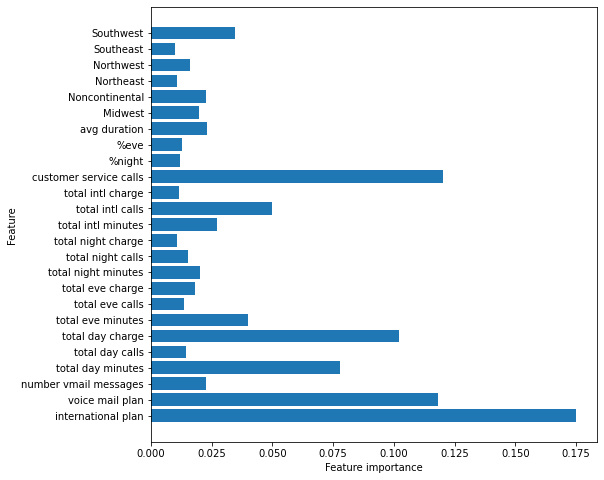 Southwest
Southeast
Northwest
Northeast
Noncontinental
Midwest
avg duration
%eve
%night
customer service calls
total intl charge
total intl calls
total intl minutes
total night charge
total night calls
total night minutes
total eve charge
total eve calls
total eve minutes
total day charge
total day calls
total day minutes
number vmail messages
voice mail plan
international plan
Feature
0.000 0.025 0.050 0.075 0.100 0.125 0.150 0.175
Feature importance